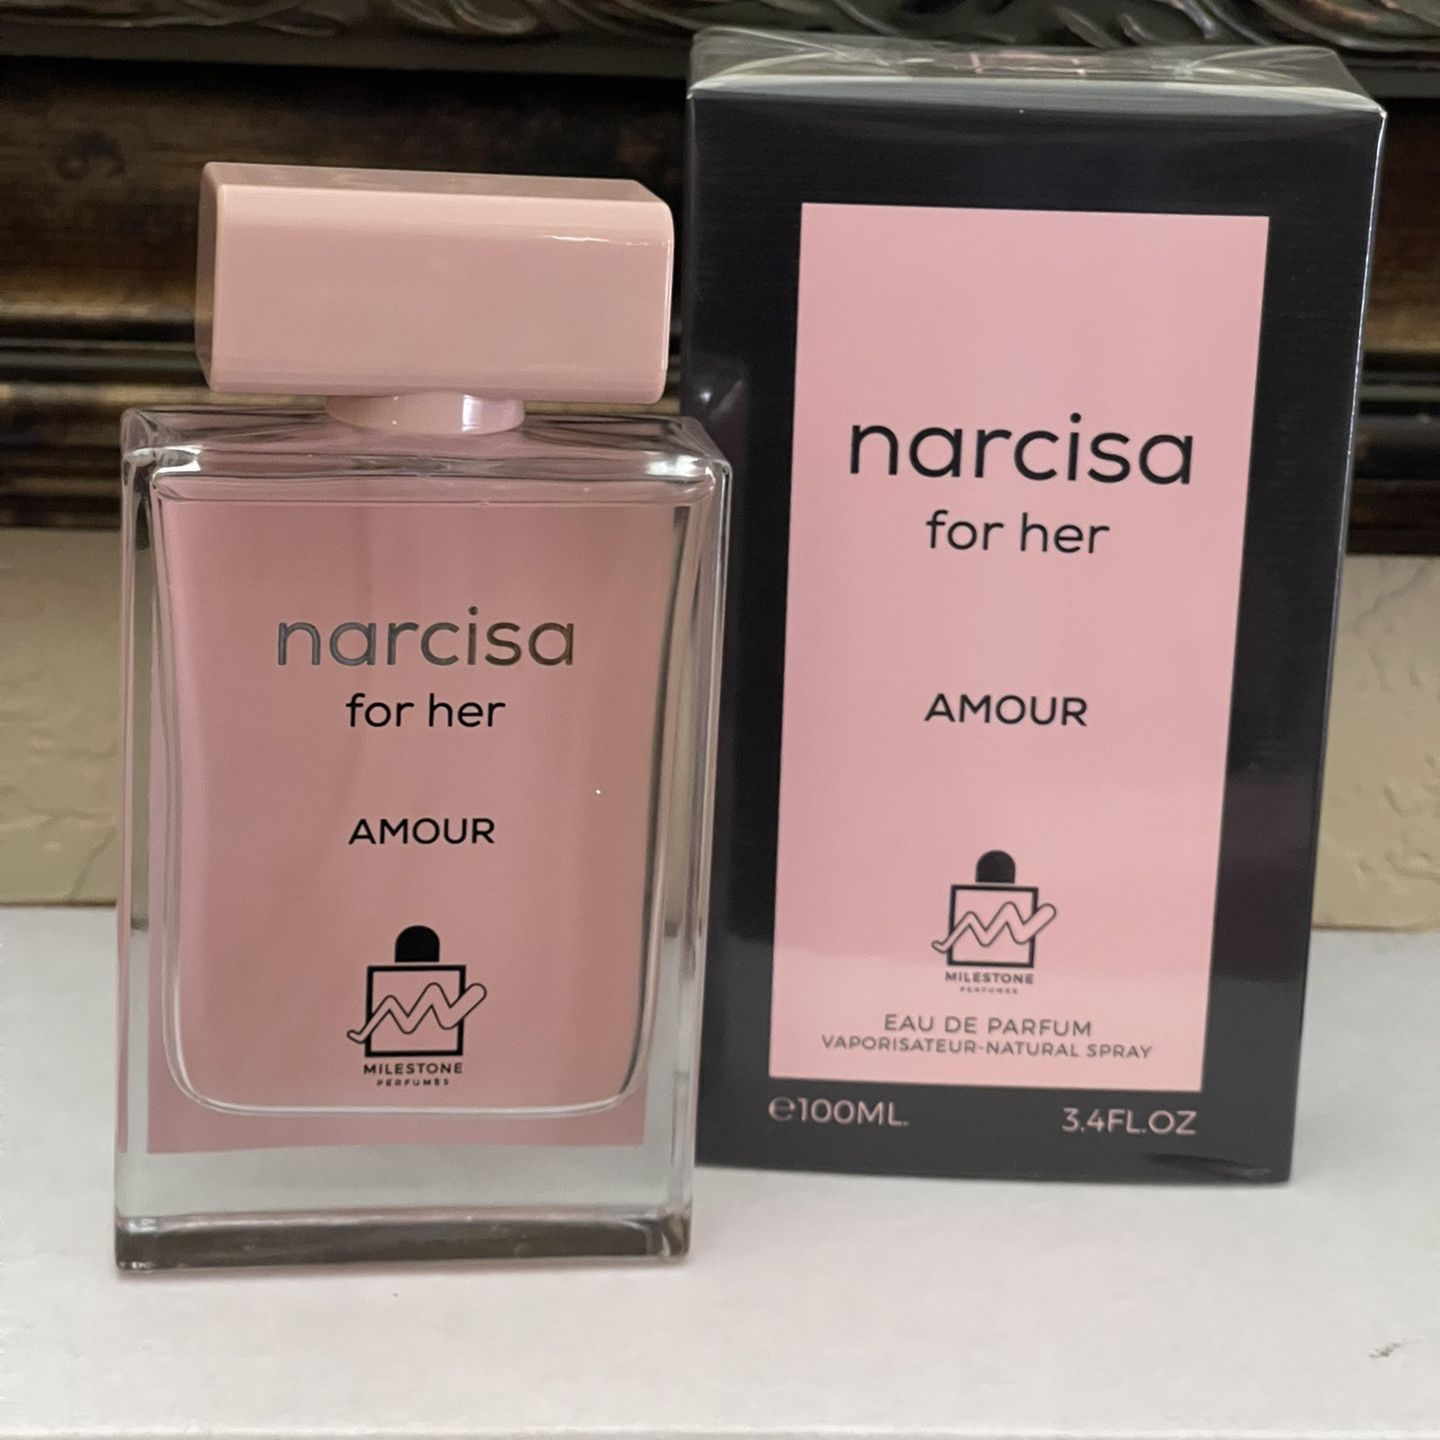 narcisa
for her
AMOUR
MILESTONE
PERFUMES
narcisa
for her
AMOUR
MILESTONE
PERFUMES
EAU DE PARFUM
VAPORISATEUR-NATURAL SPRAY
℮100ML.
3.4FL.OZ